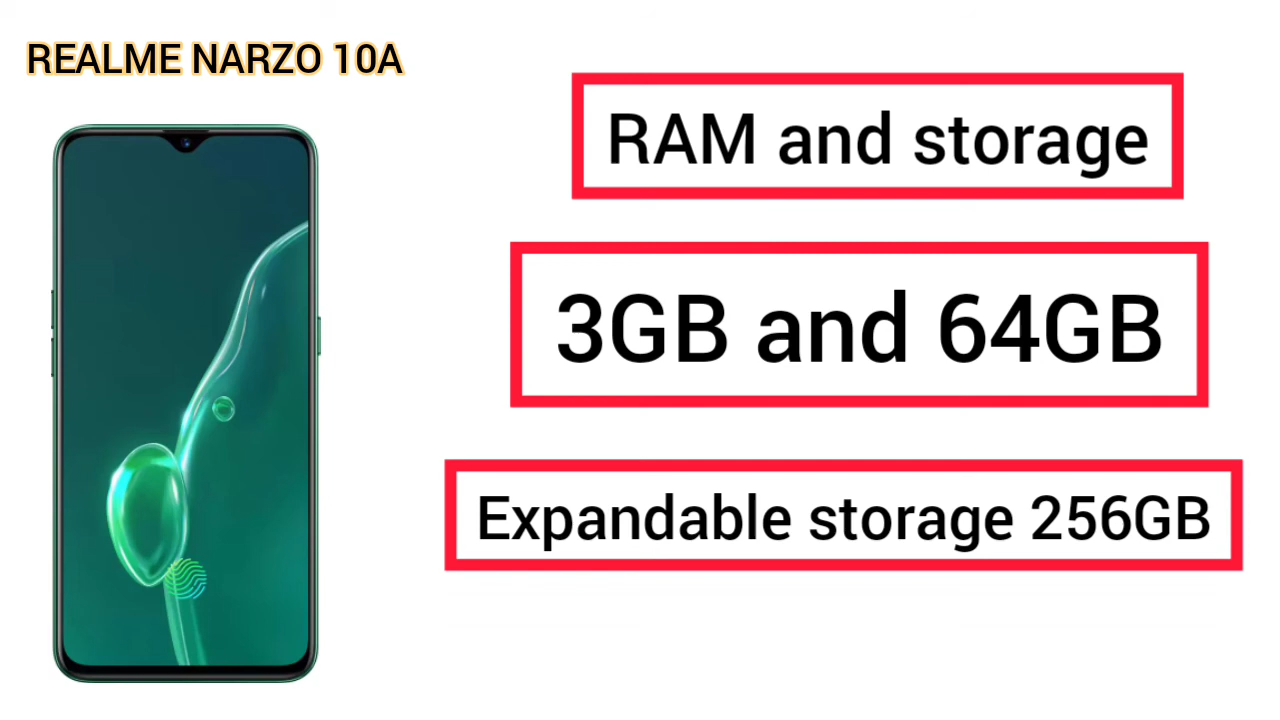 REALME NARZO 10A
RAM and storage
3GB and 64GB
Expandable storage 256GB